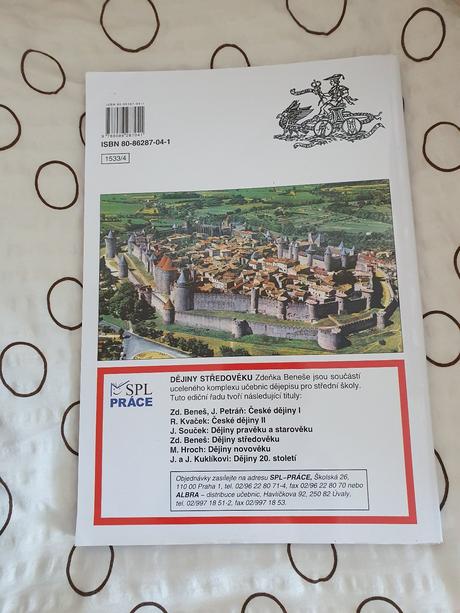 ISBN 80-86287-04-1
ISBN 80-86287-04-1
1533/4
SPL
PRÁCE
DĚJINY STŘEDOVĚKU Zdeňka Beneše jsou součástí
uceleného komplexu učebnic dějepisu pro střední školy.
Tuto ediční řadu tvoří následující tituly:
Zd. Beneš, J. Petráň: České dějiny I
R. Kvaček: České dějiny II
J. Souček: Dějiny pravěku a starověku
Zd. Beneš: Dějiny středověku
M. Hroch: Dějiny novověku
J. a J. Kuklíkovi: Dějiny 20. století
Objednávky zasílejte na adresu SPL-PRÁCE, Školská 26,
110 00 Praha 1, tel. 02/96 22 80 71-4, fax 02/96 22 80 70 nebo
ALBRA – distribuce učebnic, Havlíčkova 92, 250 82 Úvaly,
tel. 02/997 18 51-2, fax 02/997 18 53.